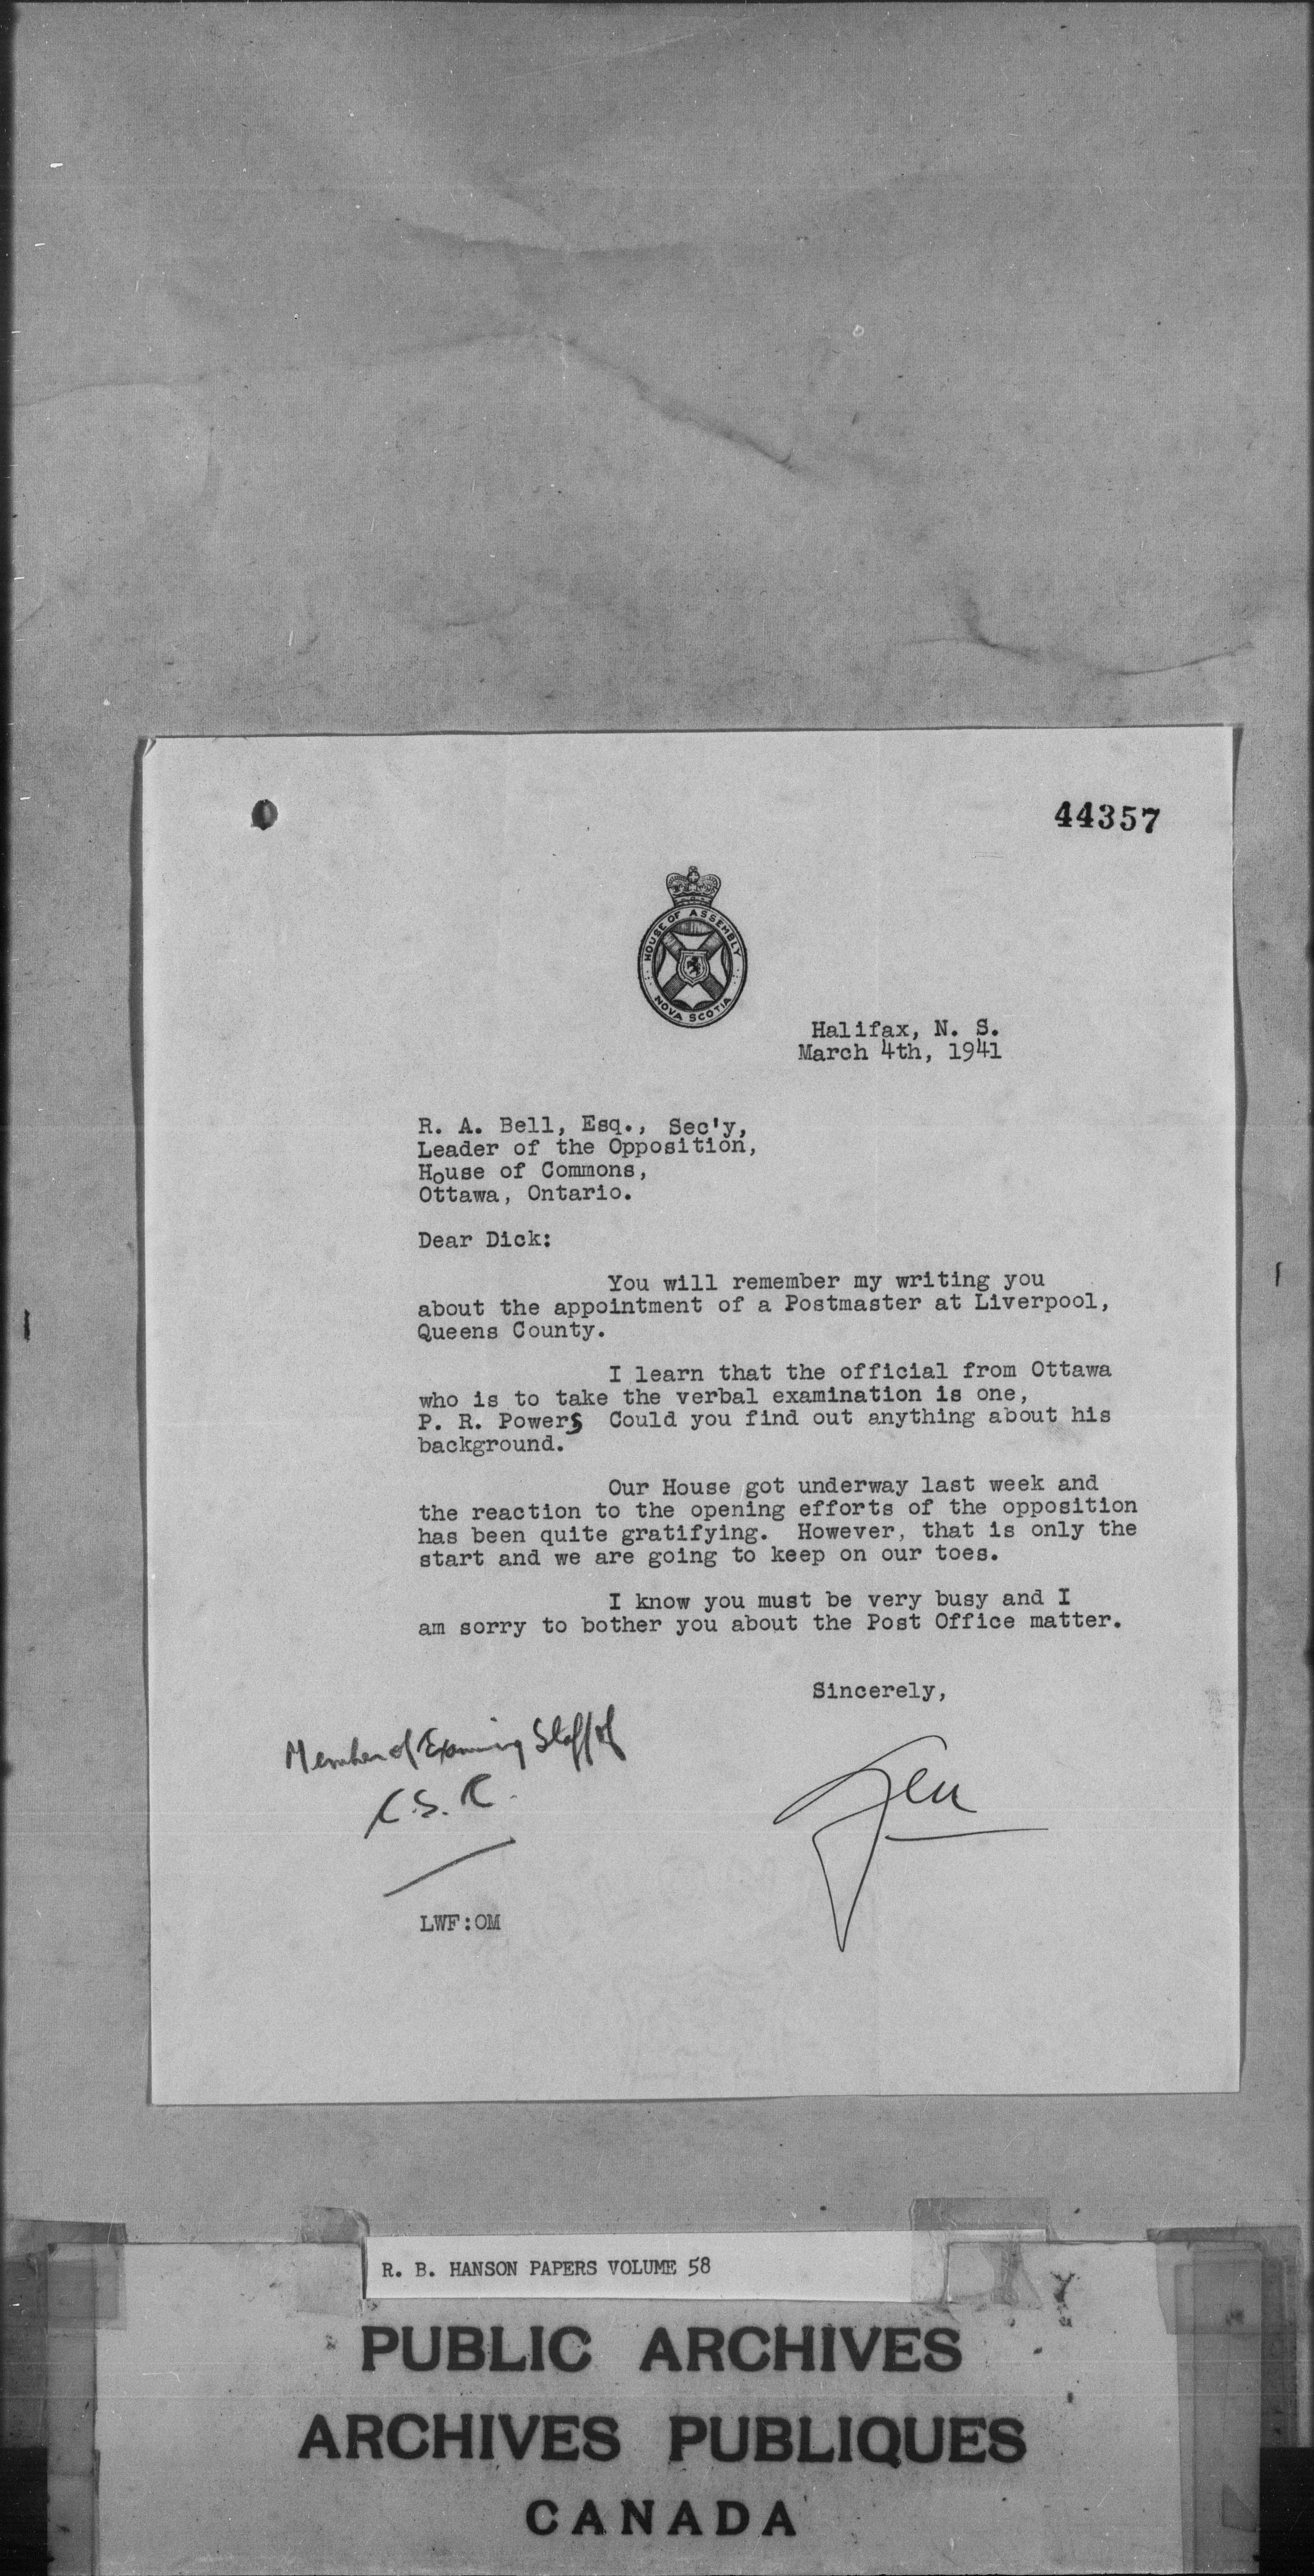 44357
HOUSE OF ASSEMBLY
NOVA SCOTIA
Halifax, N. S.
March 4th, 1941
R. A. Bell, Esq., Sec'y,
Leader of the Opposition,
House of Commons,
Ottawa, Ontario.
Dear Dick:
You will remember my writing you
about the appointment of a Postmaster at Liverpool,
Queens County.
I learn that the official from Ottawa
who is to take the verbal examination is one,
P. R. Powers Could you find out anything about his
background.
Our House got underway last week and
the reaction to the opening efforts of the opposition
has been quite gratifying. However, that is only the
start and we are going to keep on our toes.
I know you must be very busy and I
am sorry to bother you about the Post Office matter.
Sincerely,
Member of Examing Staff of
C.S.C.
LWF:OM
R. B. HANSON PAPERS VOLUME 58
PUBLIC ARCHIVES
ARCHIVES PUBLIQUES
CANADA